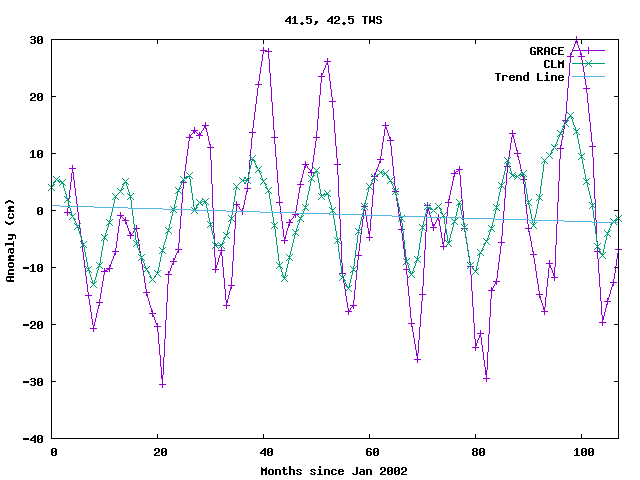 41.5, 42.5 TWS
GRACE
CLM
Trend Line
Anomaly (cm)
30
20
10
0
-10
-20
-30
-40
0 20 40 60 80 100
Months since Jan 2002